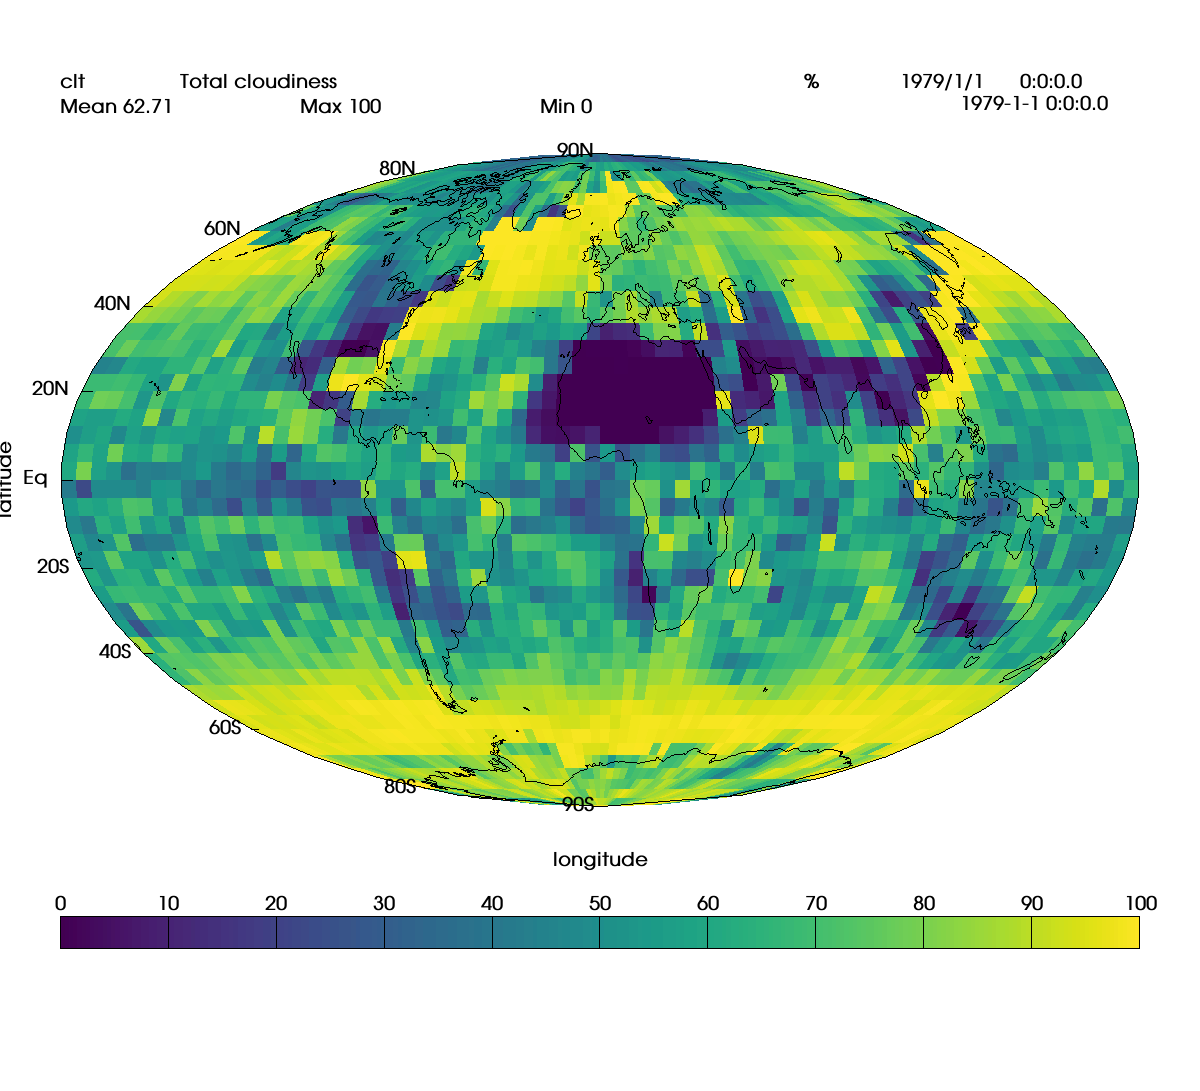 clt Total cloudiness % 1979/1/1 0:0:0.0
Mean 62.71 Max 100 Min 0 1979-1-1 0:0:0.0
90N
80N
60N
40N
20N
Eq
20S
40S
60S
80S
90S
latitude
longitude
0 10 20 30 40 50 60 70 80 90 100